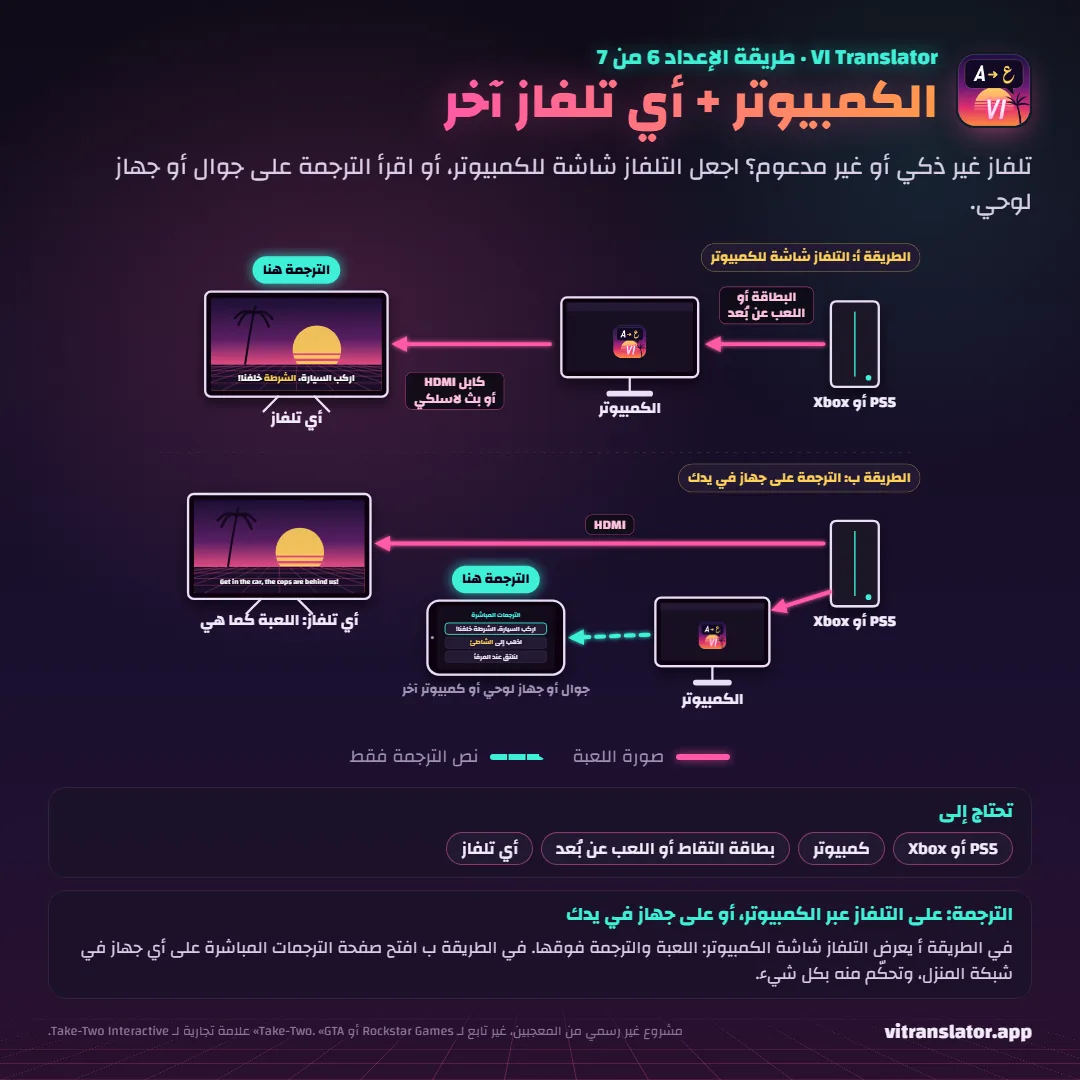 VI Translator · طريقة الإعداد 6 من 7
الكمبيوتر + أي تلفاز آخر
A→ع
VI
تلفاز غير ذكي أو غير مدعوم؟ اجعل التلفاز شاشة للكمبيوتر، أو اقرأ الترجمة على جوال أو جهاز
لوحي.
الطريقة أ: التلفاز شاشة للكمبيوتر
الترجمة هنا
البطاقة أو
اللعب عن بُعد
A→ع
VI
اركب السيارة، الشرطة خلفنا!
كابل HDMI
أو بث لاسلكي
PS5 أو Xbox
الكمبيوتر
أي تلفاز
الطريقة ب: الترجمة على جهاز في يدك
HDMI
الترجمة هنا
Get in the car, the cops are behind us!
أي تلفاز: اللعبة كما هي
PS5 أو Xbox
الترجمات المباشرة
اركب السيارة، الشرطة خلفنا!
اذهب إلى الشاطئ
لنلتقِ عند المرفأ
A→ع
VI
جوال أو جهاز لوحي أو كمبيوتر آخر
الكمبيوتر
صورة اللعبة
نص الترجمة فقط
تحتاج إلى
PS5 أو Xbox
كمبيوتر
بطاقة التقاط أو اللعب عن بُعد
أي تلفاز
الترجمة: على التلفاز عبر الكمبيوتر، أو على جهاز في يدك
في الطريقة أ يعرض التلفاز شاشة الكمبيوتر: اللعبة والترجمة فوقها. في الطريقة ب افتح صفحة الترجمات المباشرة على أي جهاز في
شبكة المنزل، وتحكّم منه بكل شيء.
vitranslator.app
مشروع غير رسمي من المعجبين، غير تابع لـ Rockstar Games أو Take-Two. «GTA» علامة تجارية لـ Take-Two Interactive.